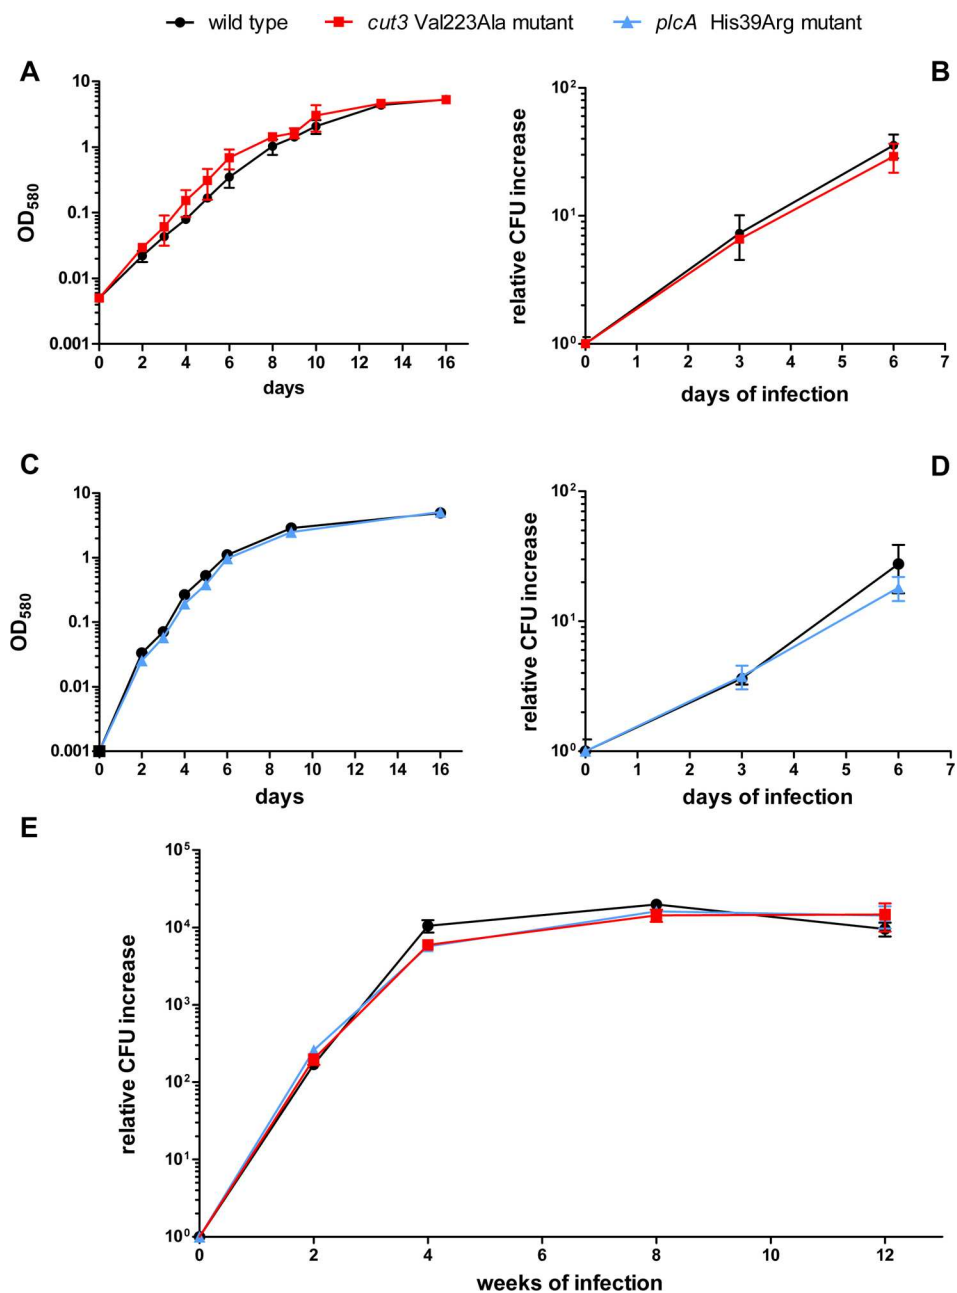 wild type cut3 Val223Ala mutant plcA His39Arg mutant
A
10
1
0.1
0.01
0.001
OD580
0 2 4 6 8 10 12 14 16
days
B
10²
10¹
10⁰
relative CFU increase
0 1 2 3 4 5 6 7
days of infection
C
10
1
0.1
0.01
0.001
OD580
0 2 4 6 8 10 12 14 16
days
D
10²
10¹
10⁰
relative CFU increase
0 1 2 3 4 5 6 7
days of infection
E
10⁵
10⁴
10³
10²
10¹
10⁰
relative CFU increase
0 2 4 6 8 10 12
weeks of infection